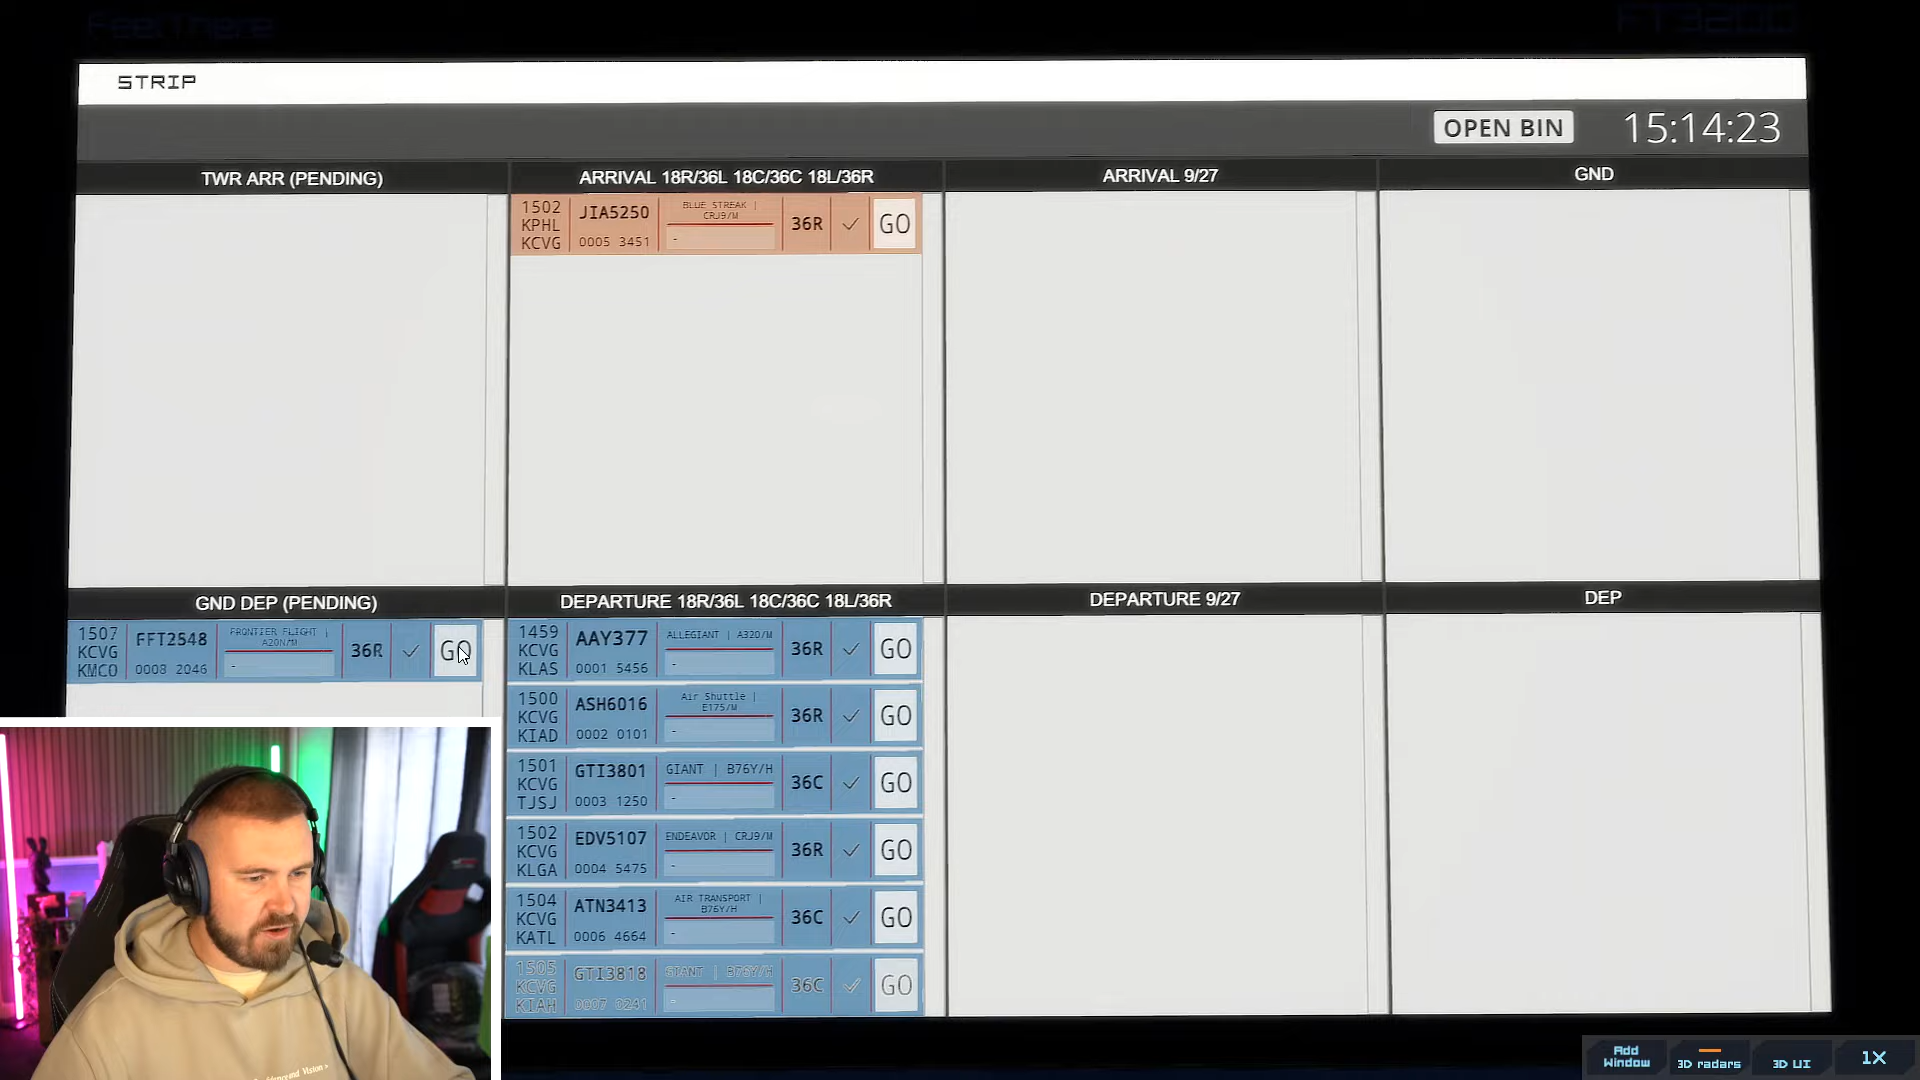 FeelThere
FT3200
STRIP
OPEN BIN
15:14:23
TWR ARR (PENDING)
ARRIVAL 18R/36L 18C/36C 18L/36R
ARRIVAL 9/27
GND
1502
KPHL
KCVG
JIA5250
0005 3451
BLUE STREAK |
CRJ9/M
-
36R
GO
GND DEP (PENDING)
DEPARTURE 18R/36L 18C/36C 18L/36R
DEPARTURE 9/27
DEP
1507
KCVG
KMCO
FFT2548
0008 2046
FRONTIER FLIGHT |
A20N/M
-
36R
GO
1459
KCVG
KLAS
AAY377
0001 5456
ALLEGIANT | A320/M
-
36R
GO
1500
KCVG
KIAD
ASH6016
0002 0101
Air Shuttle |
E175/M
-
36R
GO
1501
KCVG
TJSJ
GTI3801
0003 1250
GIANT | B76Y/H
-
36C
GO
1502
KCVG
KLGA
EDV5107
0004 5475
ENDEAVOR | CRJ9/M
-
36R
GO
1504
KCVG
KATL
ATN3413
0006 4664
AIR TRANSPORT |
B76Y/H
-
36C
GO
1505
KCVG
KIAH
GTI3818
0007 0241
GIANT | B76Y/H
-
36C
GO
Add
Window
3D radars
3D UI
1X